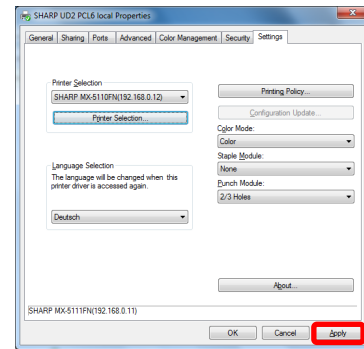 SHARP UD2 PCL6 local Properties
General Sharing Ports Advanced Color Management Security Settings
Printer Selection
SHARP MX-5110FN(192.168.0.12)
Printer Selection...
Printing Policy...
Configuration Update...
Color Mode:
Color
Staple Module:
None
Punch Module:
2/3 Holes
Language Selection
The language will be changed when this
printer driver is accessed again.
Deutsch
About...
SHARP MX-5111FN(192.168.0.11)
OK Cancel Apply